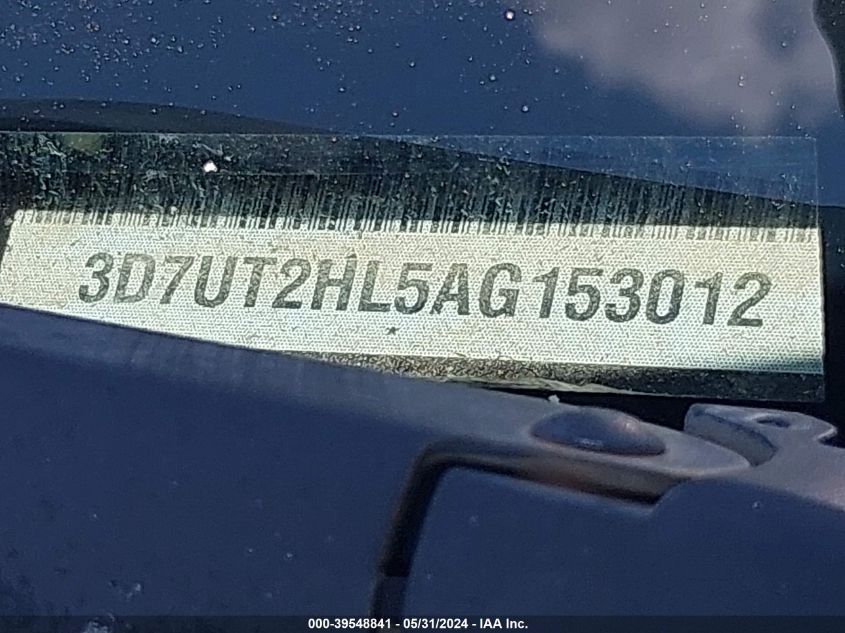 3D7UT2HL5AG153012
000-39548841 - 05/31/2024 - IAA Inc.